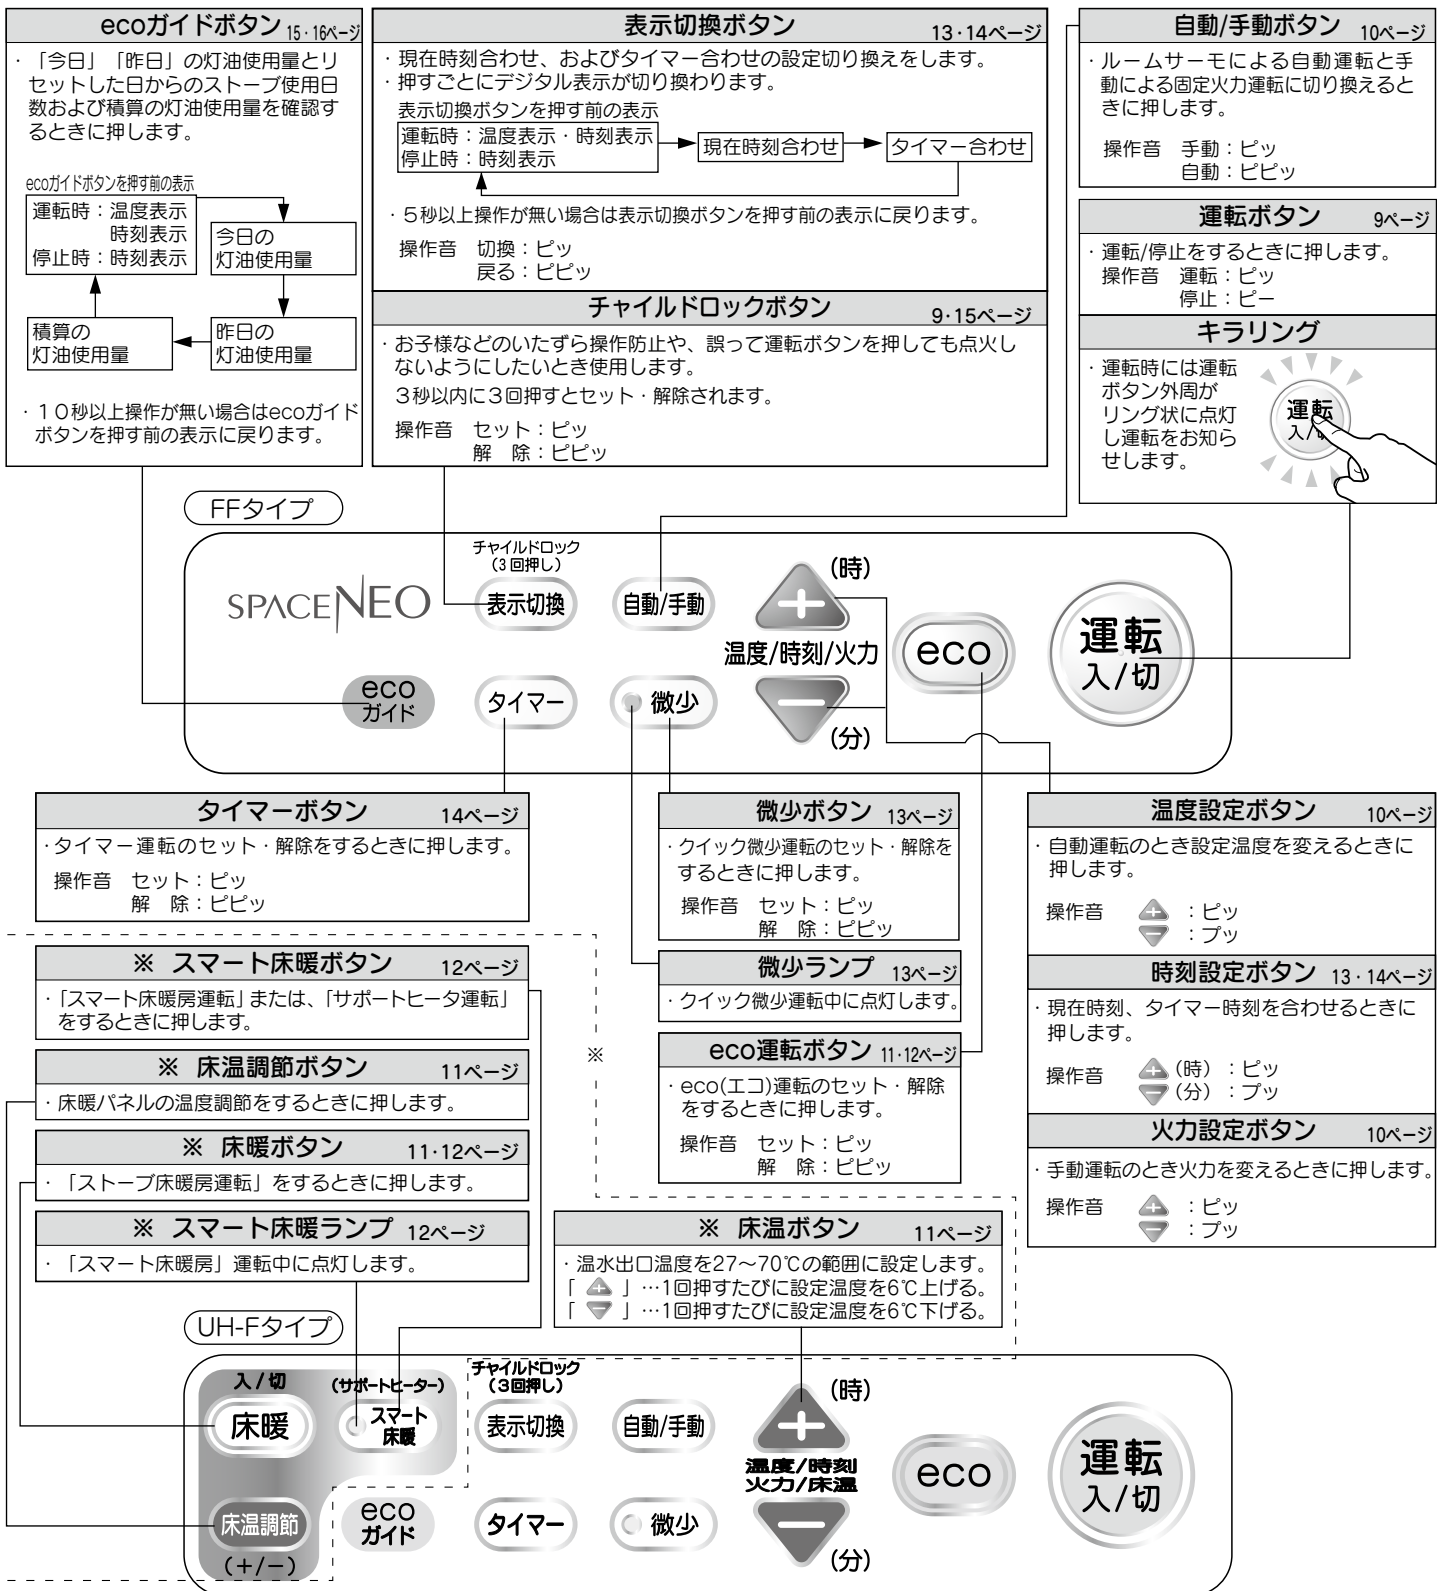 ecoガイドボタン 15・16ページ
・「今日」「昨日」の灯油使用量とリ
セットした日からのストーブ使用日
数および積算の灯油使用量を確認す
るときに押します。
ecoガイドボタンを押す前の表示
運転時：温度表示
時刻表示
停止時：時刻表示
今日の
灯油使用量
昨日の
灯油使用量
積算の
灯油使用量
・１０秒以上操作が無い場合はecoガイド
ボタンを押す前の表示に戻ります。
表示切換ボタン 13・14ページ
・現在時刻合わせ、およびタイマー合わせの設定切り換えをします。
・押すごとにデジタル表示が切り換わります。
表示切換ボタンを押す前の表示
運転時：温度表示・時刻表示
停止時：時刻表示
現在時刻合わせ
タイマー合わせ
・５秒以上操作が無い場合は表示切換ボタンを押す前の表示に戻ります。
操作音 切換：ピッ
戻る：ピピッ
チャイルドロックボタン 9・15ページ
・お子様などのいたずら操作防止や、誤って運転ボタンを押しても点火し
ないようにしたいとき使用します。
３秒以内に３回押すとセット・解除されます。
操作音 セット：ピッ
解 除：ピピッ
自動/手動ボタン 10ページ
・ルームサーモによる自動運転と手
動による固定火力運転に切り換えると
きに押します。
操作音 手動：ピッ
自動：ピピッ
運転ボタン 9ページ
・運転/停止をするときに押します。
操作音 運転：ピッ
停止：ピー
キラリング
・運転時には運転
ボタン外周が
リング状に点灯
し運転をお知ら
せします。
運転
入/切
FFタイプ
SPACENEO
チャイルドロック
（3回押し）
表示切換
自動/手動
(時)
温度/時刻/火力
(分)
eco
運転
入/切
eco
ガイド
タイマー
微少
タイマーボタン 14ページ
・タイマー運転のセット・解除をするときに押します。
操作音 セット：ピッ
解 除：ピピッ
微少ボタン 13ページ
・クイック微少運転のセット・解除を
するときに押します。
操作音 セット：ピッ
解 除：ピピッ
微少ランプ 13ページ
・クイック微少運転中に点灯します。
eco運転ボタン 11・12ページ
・eco(エコ)運転のセット・解除
をするときに押します。
操作音 セット：ピッ
解 除：ピピッ
温度設定ボタン 10ページ
・自動運転のとき設定温度を変えるときに
押します。
操作音 ＋ ：ピッ
－ ：プッ
時刻設定ボタン 13・14ページ
・現在時刻、タイマー時刻を合わせるときに
押します。
操作音 ＋ (時) ：ピッ
－ (分) ：プッ
火力設定ボタン 10ページ
・手動運転のとき火力を変えるときに押します。
操作音 ＋ ：ピッ
－ ：プッ
※
※ スマート床暖ボタン 12ページ
・「スマート床暖房運転」または、「サポートヒータ運転」
をするときに押します。
※ 床温調節ボタン 11ページ
・床暖パネルの温度調節をするときに押します。
※ 床暖ボタン 11・12ページ
・「ストーブ床暖房運転」をするときに押します。
※ スマート床暖ランプ 12ページ
・「スマート床暖房」運転中に点灯します。
※ 床温ボタン 11ページ
・温水出口温度を27～70℃の範囲に設定します。
「 ＋ 」…1回押すたびに設定温度を6℃上げる。
「 － 」…1回押すたびに設定温度を6℃下げる。
UH-Fタイプ
入/切
床暖
(サポートヒーター)
スマート
床暖
チャイルドロック
（3回押し）
表示切換
自動/手動
(時)
温度/時刻
火力/床温
(分)
eco
運転
入/切
床温調節
(+/−)
eco
ガイド
タイマー
微少